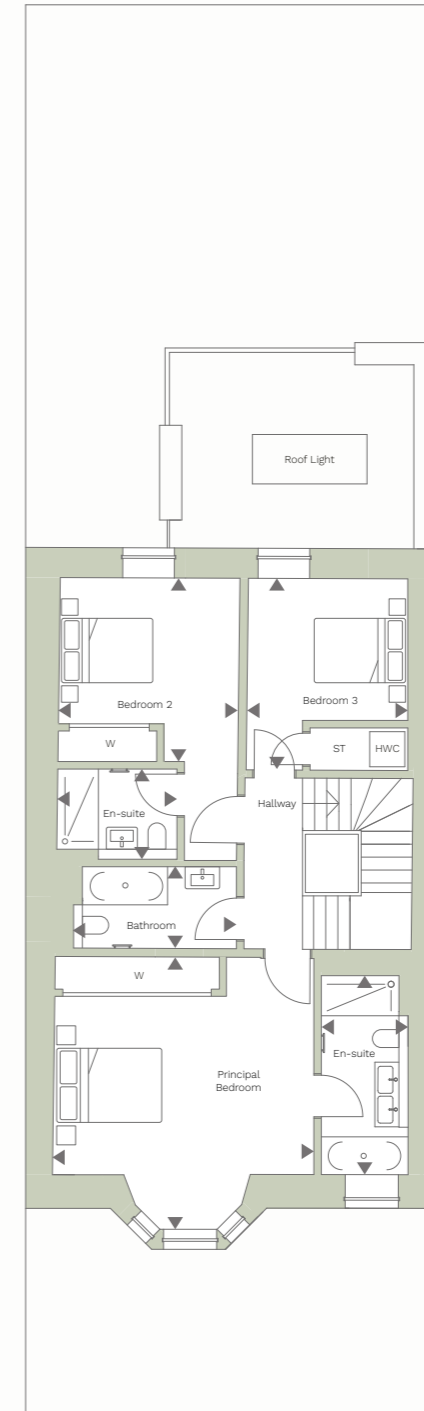 Roof Light
Bedroom 2
Bedroom 3
W
ST
HWC
Hallway
En-suite
Bathroom
W
Principal
Bedroom
En-suite